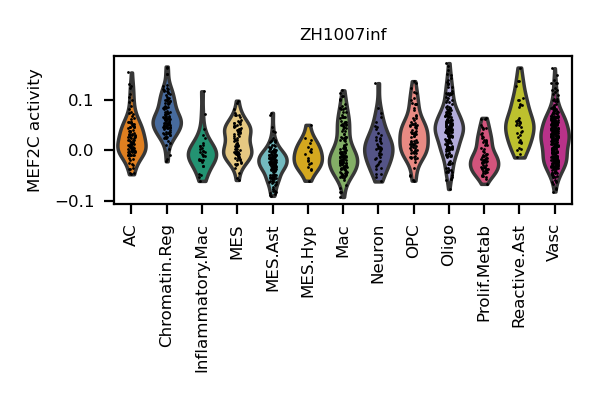 ZH1007inf
MEF2C activity
0.1
0.0
−0.1
AC
Chromatin.Reg
Inflammatory.Mac
MES
MES.Ast
MES.Hyp
Mac
Neuron
OPC
Oligo
Prolif.Metab
Reactive.Ast
Vasc